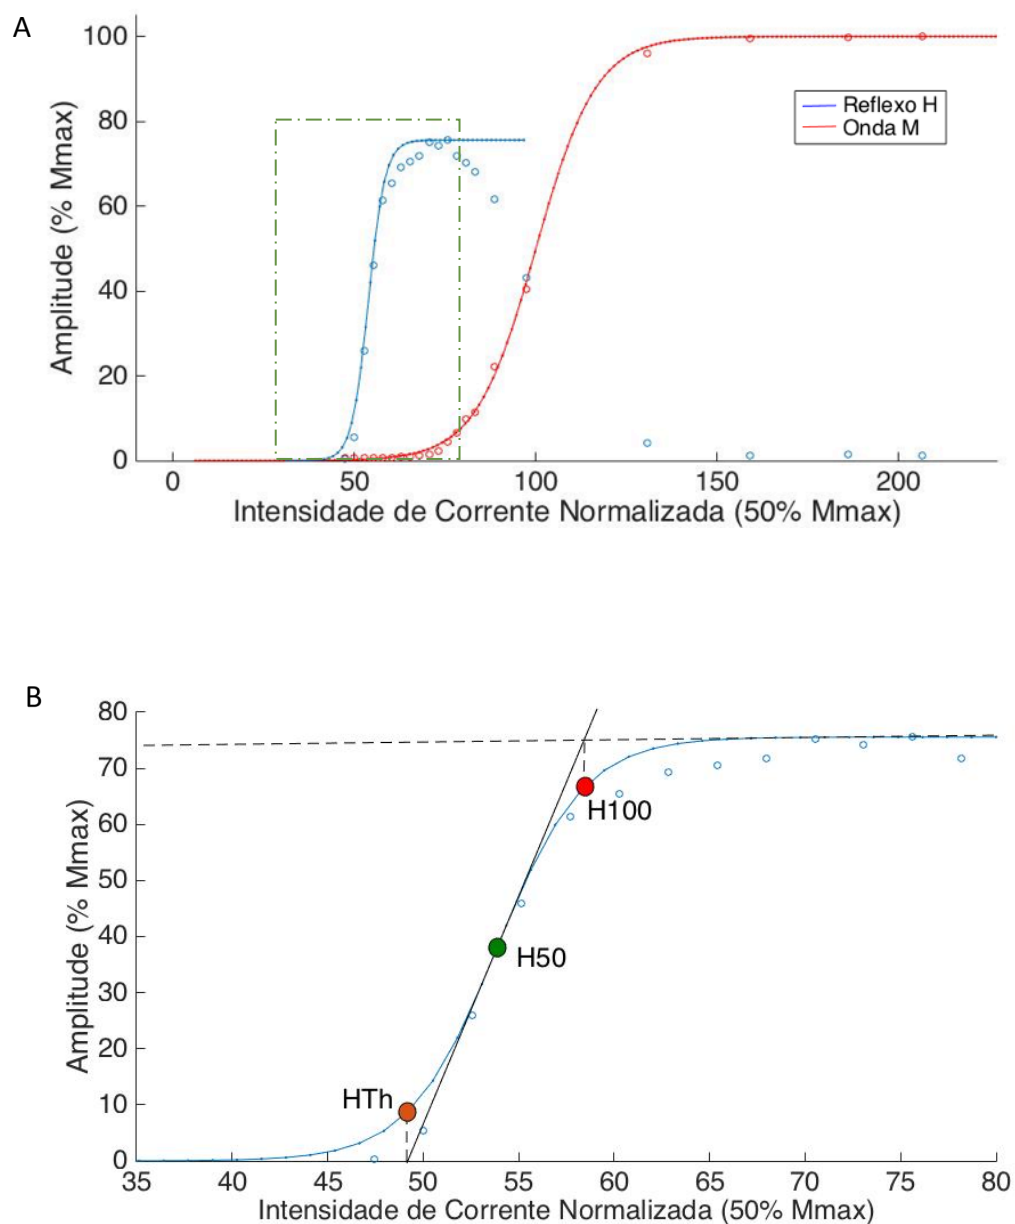 A
100
80
60
40
20
0
Amplitude (% Mmax)
Reflexo H
Onda M
0 50 100 150 200
Intensidade de Corrente Normalizada (50% Mmax)
B
80
70
60
50
40
30
20
10
0
Amplitude (% Mmax)
H100
H50
HTh
35 40 45 50 55 60 65 70 75 80
Intensidade de Corrente Normalizada (50% Mmax)